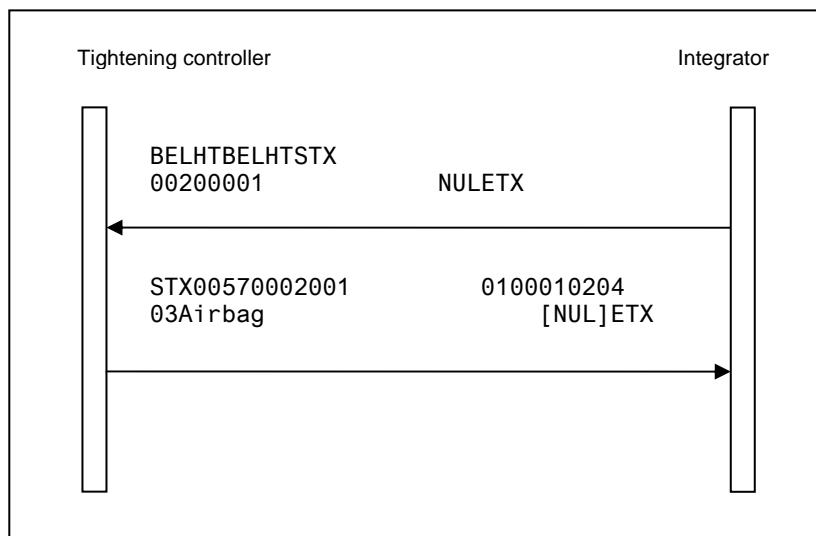 Tightening controller Integrator
BELHTBELHTSTX
00200001 NULETX
STX00570002001 0100010204
03Airbag [NUL]ETX